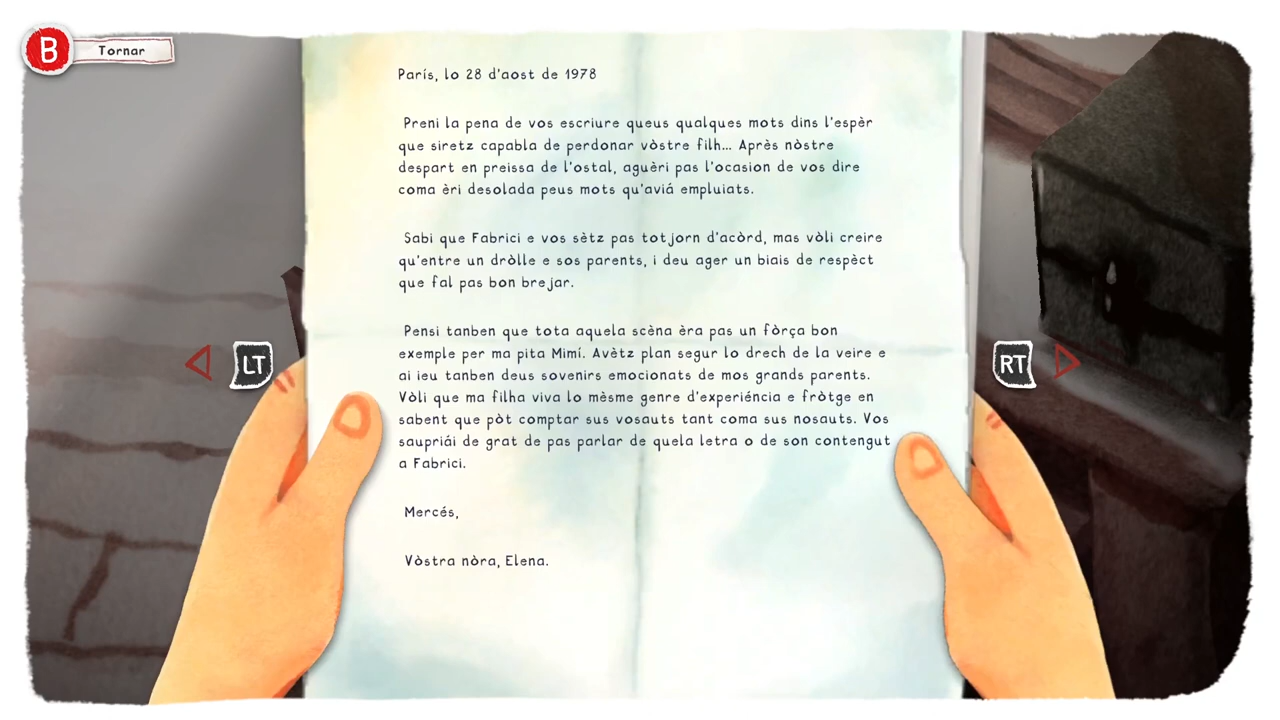 B
Tornar
París, lo 28 d'aost de 1978
Preni la pena de vos escriure queus qualques mots dins l'espèr
que siretz capabla de perdonar vòstre filh... Après nòstre
despart en preissa de l'ostal, aguèri pas l'ocasion de vos dire
coma èri desolada peus mots qu'aviá empluiats.
Sabi que Fabrici e vos sètz pas totjorn d'acòrd, mas vòli creire
qu'entre un dròlle e sos parents, i deu ager un biais de respèct
que fal pas bon brejar.
Pensi tanben que tota aquela scèna èra pas un fòrça bon
exemple per ma pita Mimí. Avètz plan segur lo drech de la veire e
ai ieu tanben deus sovenirs emocionats de mos grands parents.
Vòli que ma filha viva lo mèsme genre d'experiéncia e fròtge en
sabent que pòt comptar sus vosauts tant coma sus nosauts. Vos
saupriái de grat de pas parlar de quela letra o de son contengut
a Fabrici.
Mercés,
Vòstra nòra, Elena.
LT
RT